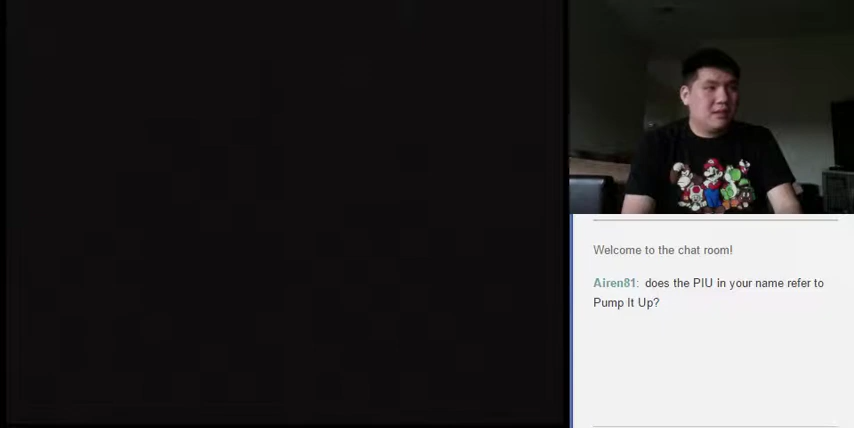 Welcome to the chat room!
Airen81: does the PIU in your name refer to
Pump It Up?